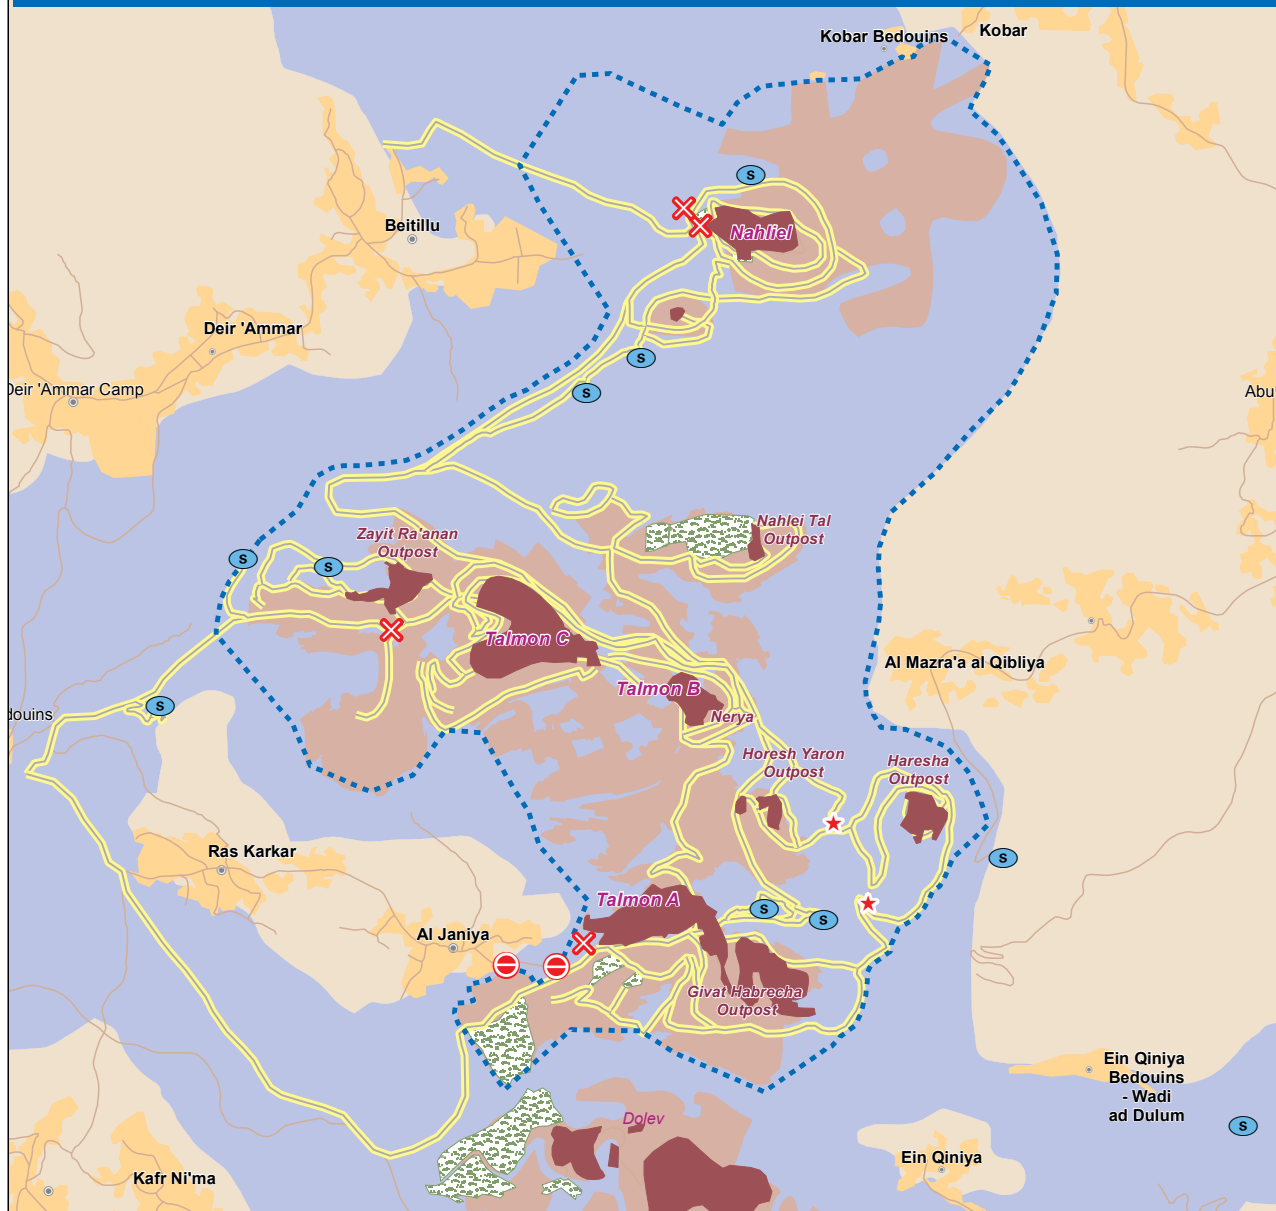 Kobar Bedouins
Kobar
S
Nahliel
Beitillu
Deir 'Ammar
S
Deir 'Ammar Camp
S
Abu
Zayit Ra'anan
Outpost
Nahlei Tal
Outpost
S
S
Talmon C
Al Mazra'a al Qibliya
Talmon B
S
douins
Nerya
Horesh Yaron
Outpost
Haresha
Outpost
Ras Karkar
S
Talmon A
S
S
Al Janiya
Givat Habrecha
Outpost
Ein Qiniya
Bedouins
- Wadi
ad Dulum
Dolev
S
Ein Qiniya
Kafr Ni'ma